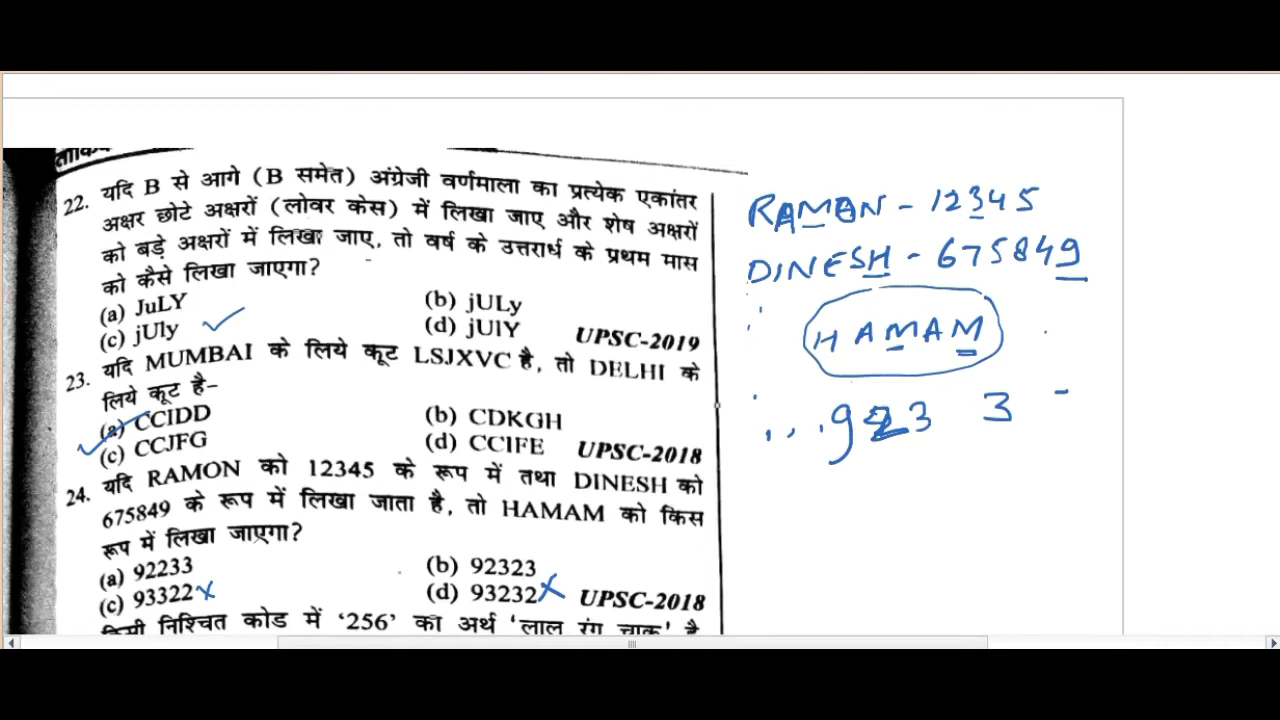 22. यदि B से आगे (B समेत) अंग्रेजी वर्णमाला का प्रत्येक एकांतर
अक्षर छोटे अक्षरों (लोवर केस) में लिखा जाए और शेष अक्षरों
को बड़े अक्षरों में लिखा जाए, तो वर्ष के उत्तरार्ध के प्रथम मास
को कैसे लिखा जाएगा?
(a) JuLY (b) jULy
(c) jUly (d) jUlY UPSC-2019
23. यदि MUMBAI के लिये कूट LSJXVC है, तो DELHI के
लिये कूट है-
(a) CCIDD (b) CDKGH
(c) CCJFG (d) CCIFE UPSC-2018
24. यदि RAMON को 12345 के रूप में तथा DINESH को
675849 के रूप में लिखा जाता है, तो HAMAM को किस
रूप में लिखा जाएगा?
(a) 92233 (b) 92323
(c) 93322 (d) 93232 UPSC-2018
किसी निश्चित कोड में '256' का अर्थ 'लाल रंग चाक' है
RAMON - 12345
DINESH - 675849
HAMAM
923 3